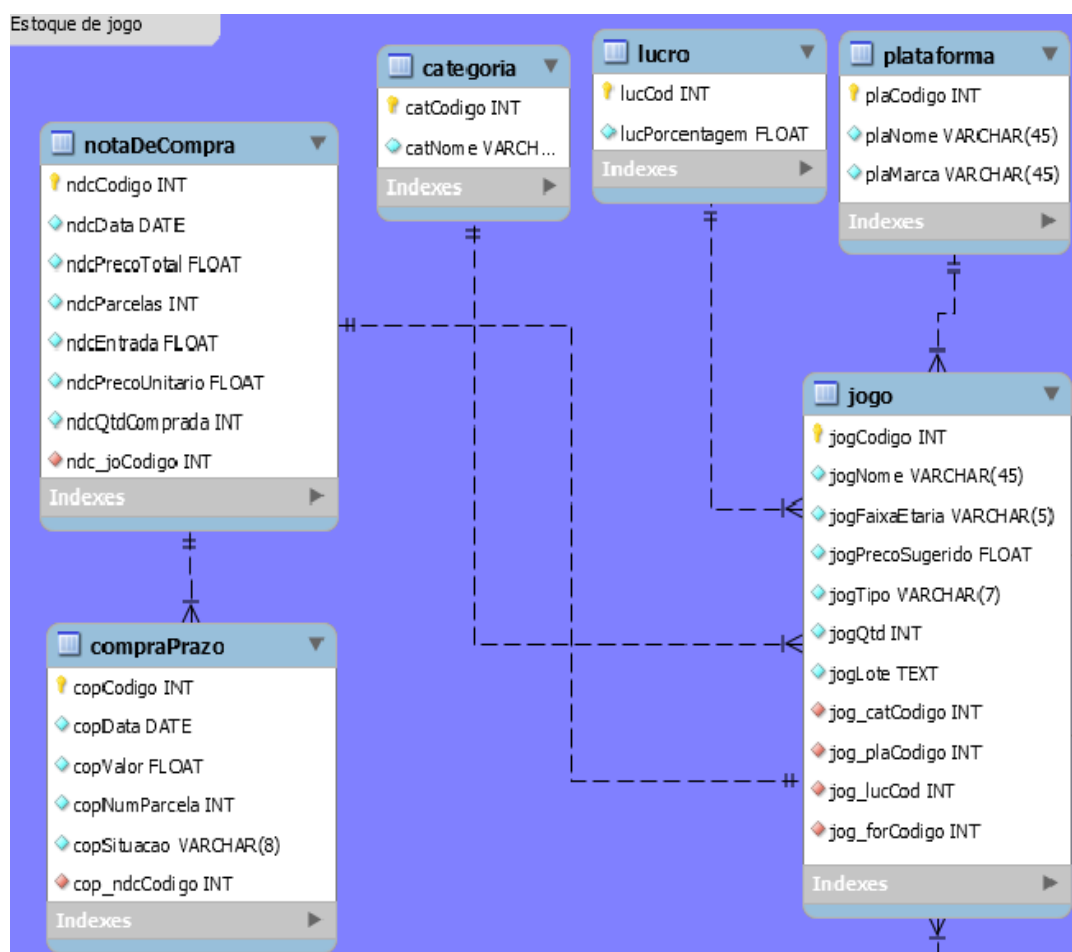 Estoque de jogo
categoria
catCodigo INT
catNome VARCH...
Indexes
lucro
lucCod INT
lucPorcentagem FLOAT
Indexes
plataforma
plaCodigo INT
plaNome VARCHAR(45)
plaMarca VARCHAR(45)
Indexes
notaDeCompra
ndcCodigo INT
ndcData DATE
ndcPrecoTotal FLOAT
ndcParcelas INT
ndcEntrada FLOAT
ndcPrecoUnitario FLOAT
ndcQtdComprada INT
ndc_joCodigo INT
Indexes
jogo
jogCodigo INT
jogNome VARCHAR(45)
jogFaixaEtaria VARCHAR(5)
jogPrecoSugerido FLOAT
jogTipo VARCHAR(7)
jogQtd INT
jogLote TEXT
jog_catCodigo INT
jog_plaCodigo INT
jog_lucCod INT
jog_forCodigo INT
Indexes
compraPrazo
copCodigo INT
copData DATE
copValor FLOAT
copNumParcela INT
copSituacao VARCHAR(8)
cop_ndcCodigo INT
Indexes